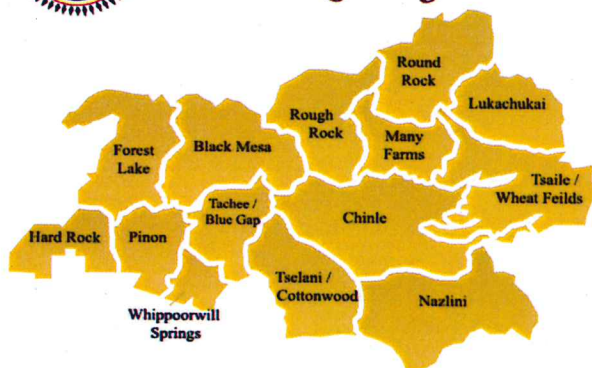 Round
Rock
Lukachukai
Rough
Rock
Many
Farms
Black Mesa
Forest
Lake
Tsaile /
Wheat Feilds
Tachee /
Blue Gap
Chinle
Hard Rock
Pinon
Tselani /
Cottonwood
Nazlini
Whippoorwill
Springs